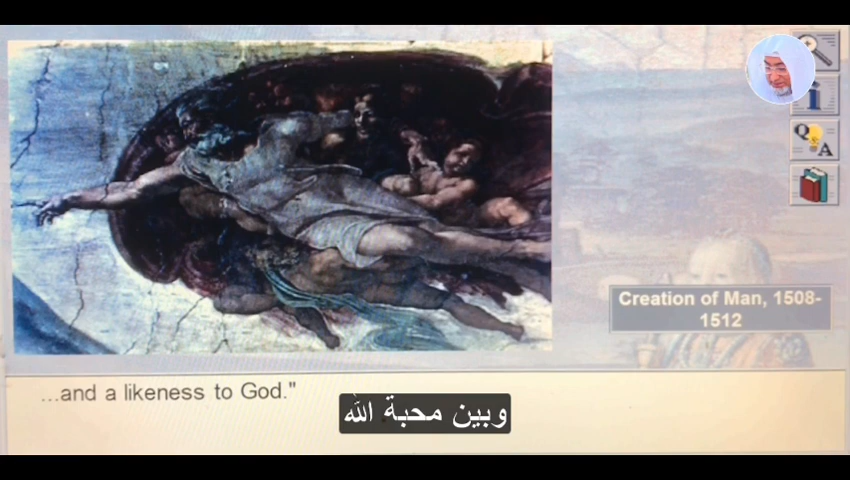 Q
&A
Creation of Man, 1508-
1512
...and a likeness to God."
وبين محبة الله